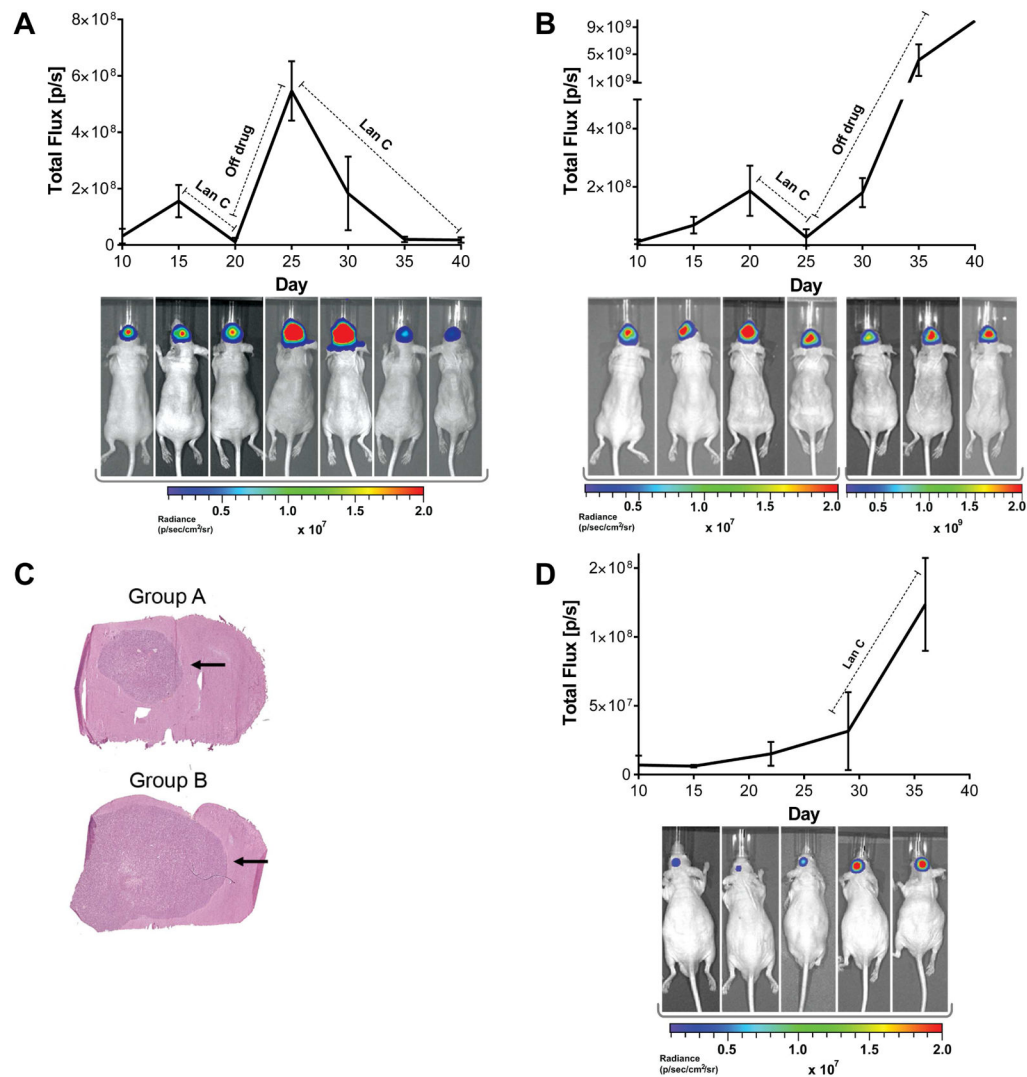 A
Total Flux [p/s]
8×10⁸
6×10⁸
4×10⁸
2×10⁸
0
Lan C
Off drug
Lan C
10 15 20 25 30 35 40
Day
Radiance
(p/sec/cm²/sr)
0.5 1.0 1.5 2.0
x 10⁷
B
Total Flux [p/s]
9×10⁹
5×10⁹
1×10⁹
4×10⁸
2×10⁸
0
Lan C
Off drug
10 15 20 25 30 35 40
Day
Radiance
(p/sec/cm²/sr)
0.5 1.0 1.5 2.0
x 10⁷
0.5 1.0 1.5 2.0
x 10⁹
C
Group A
Group B
D
Total Flux [p/s]
2×10⁸
1×10⁸
5×10⁷
0
Lan C
10 15 20 25 30 35 40
Day
Radiance
(p/sec/cm²/sr)
0.5 1.0 1.5 2.0
x 10⁷